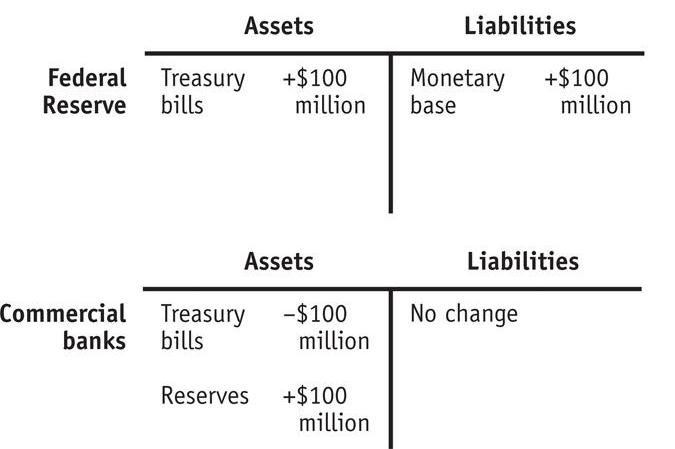 Assets Liabilities
Federal Treasury +$100 Monetary +$100
Reserve bills million base million
Assets Liabilities
Commercial Treasury –$100 No change
banks bills million
Reserves +$100
million